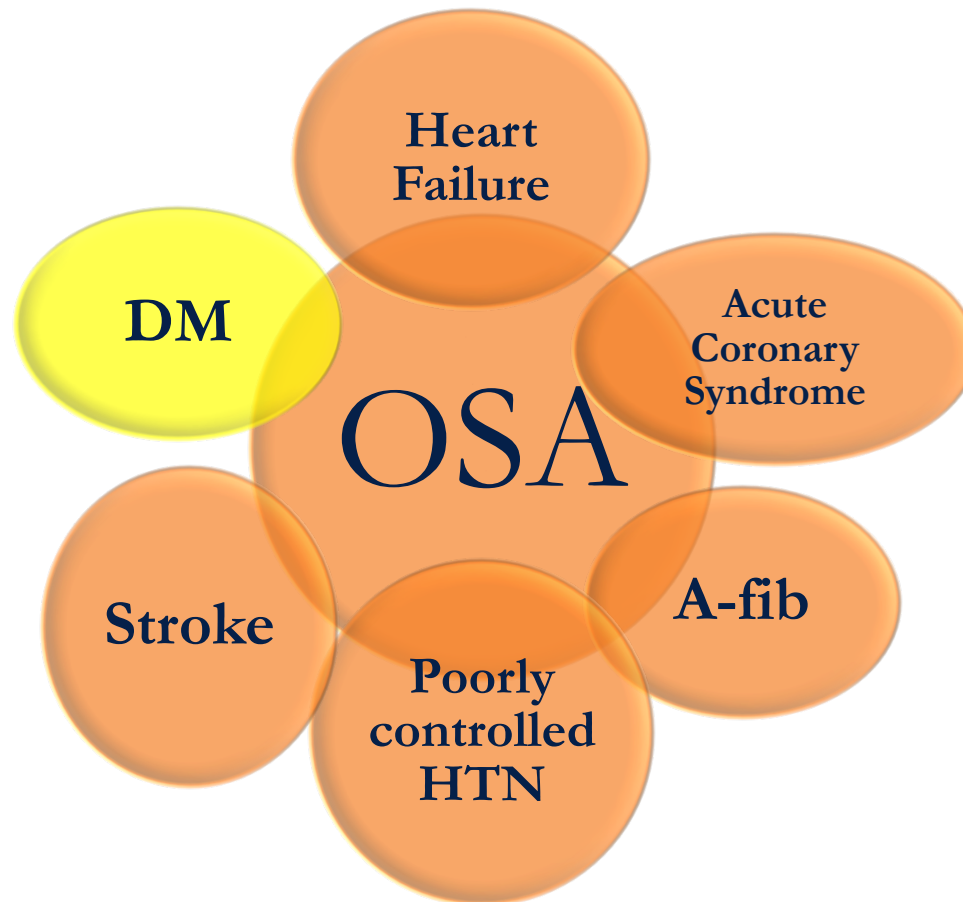 Heart
Failure
DM
Acute
Coronary
Syndrome
OSA
A-fib
Stroke
Poorly
controlled
HTN